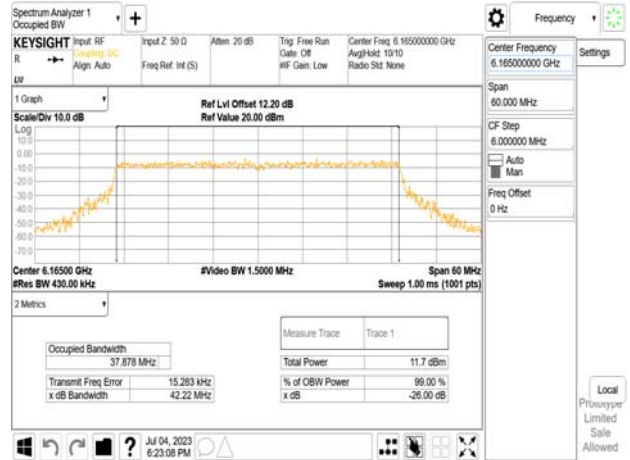 Spectrum Analyzer 1
Occupied BW
+
Frequency
KEYSIGHT
R
Input: RF
Coupling: DC
Align: Auto
Input Z: 50 Ω
Freq Ref: Int (S)
Atten: 20 dB
Trig: Free Run
Gate: Off
#IF Gain: Low
Center Freq: 6.165000000 GHz
Avg|Hold: 10/10
Radio Std: None
Center Frequency
6.165000000 GHz
Settings
Span
60.000 MHz
CF Step
6.000000 MHz
Auto
Man
Freq Offset
0 Hz
1 Graph
Scale/Div 10.0 dB
Ref Lvl Offset 12.20 dB
Ref Value 20.00 dBm
Log
10.0
0.00
-10.0
-20.0
-30.0
-40.0
-50.0
-60.0
-70.0
Center 6.16500 GHz
#Res BW 430.00 kHz
#Video BW 1.5000 MHz
Span 60 MHz
Sweep 1.00 ms (1001 pts)
2 Metrics
Measure Trace Trace 1
Occupied Bandwidth
37.878 MHz
Total Power 11.7 dBm
Transmit Freq Error 15.283 kHz
% of OBW Power 99.00 %
x dB Bandwidth 42.22 MHz
x dB -26.00 dB
Local
Prototype
Limited
Sale
Allowed
?
Jul 04, 2023
6:23:08 PM